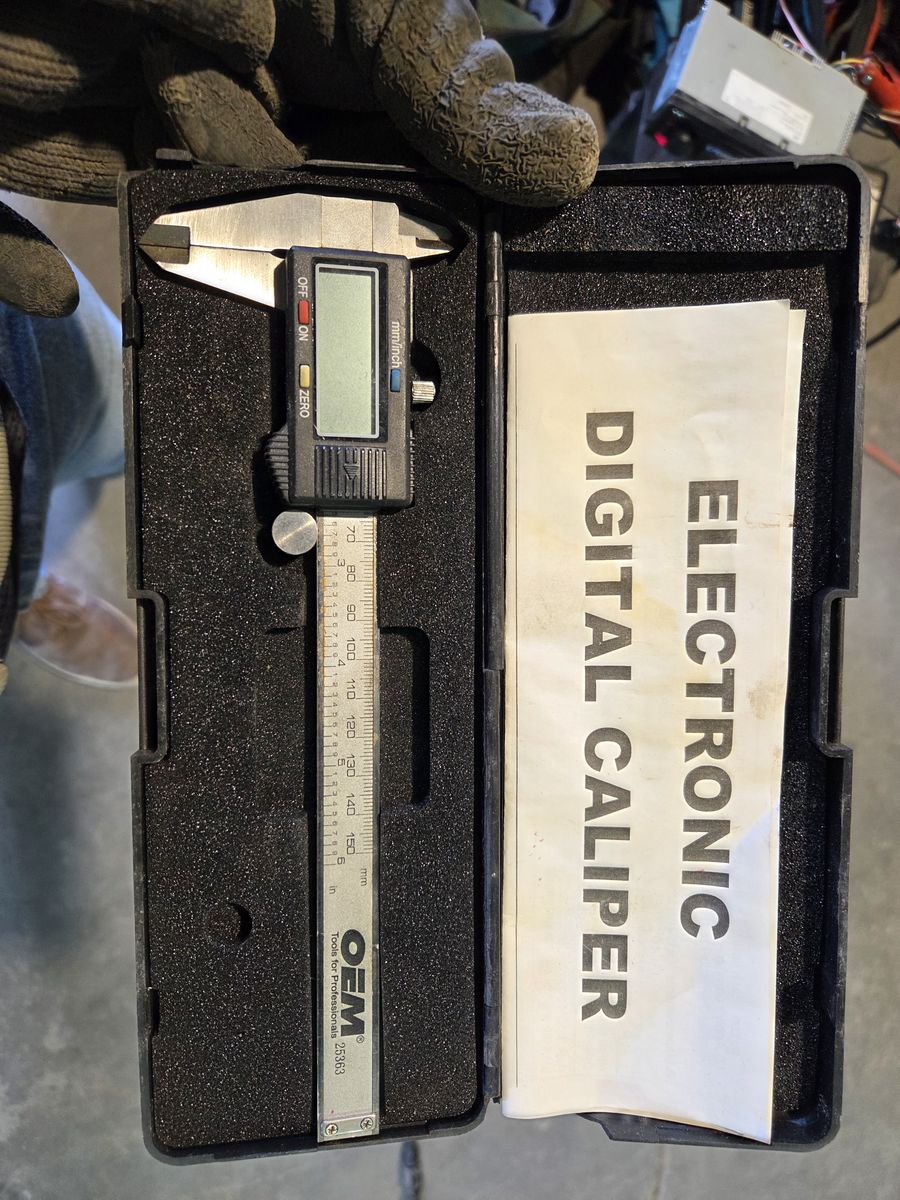 OFF ON
ZERO
mm/inch
70 80 90 100 110 120 130 140 150 mm
3 4 5 6 in
OEM®
Tools for Professionals
25363
ELECTRONIC
DIGITAL CALIPER